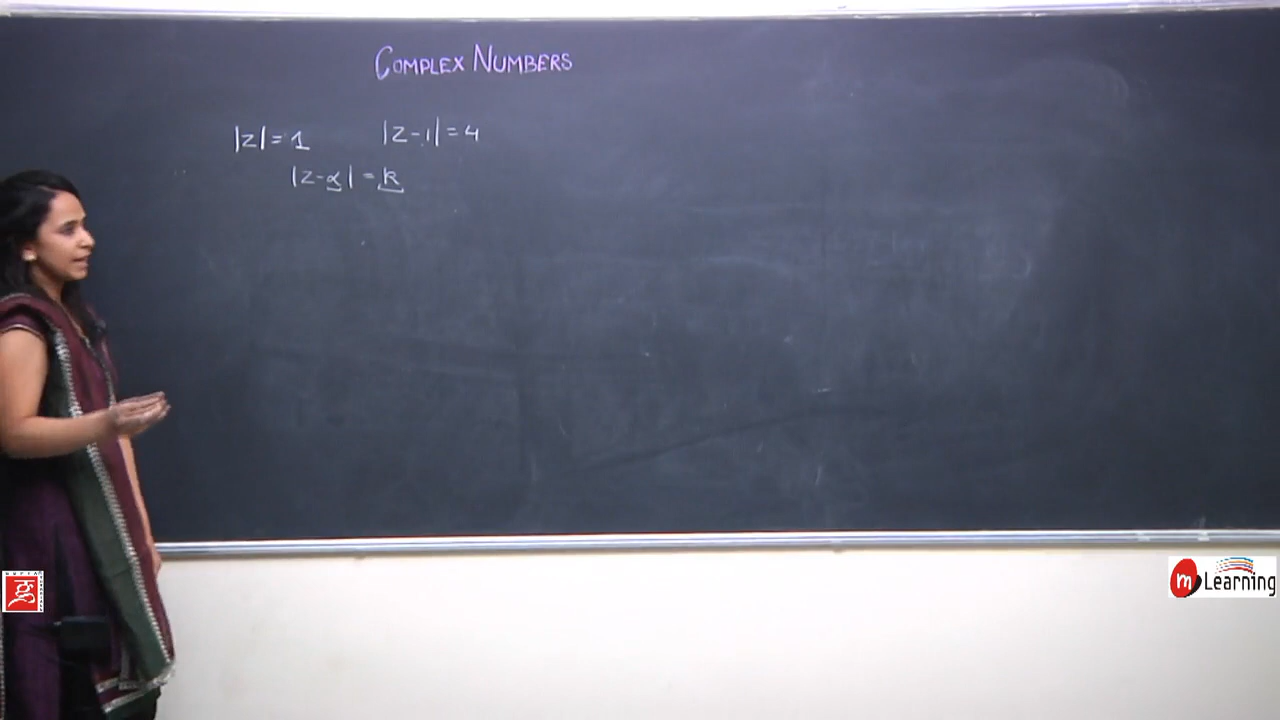 COMPLEX NUMBERS
|z| = 1 |z-1| = 4
|z-α| = k
m Learning